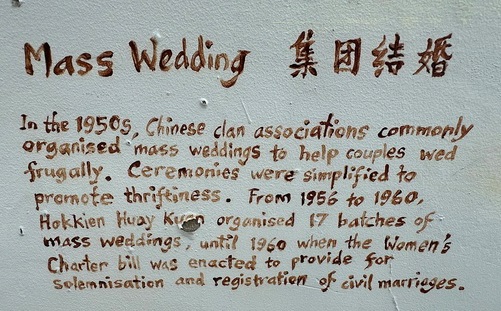 Mass Wedding 集团结婚
In the 1950s, Chinese clan associations commonly
organised mass weddings to help couples wed
frugally. Ceremonies were simplified to
promote thriftiness. From 1956 to 1960,
Hokkien Huay Kuan organised 17 batches of
mass weddings, until 1960 when the Women's
Charter bill was enacted to provide for
solemnisation and registration of civil marriages.